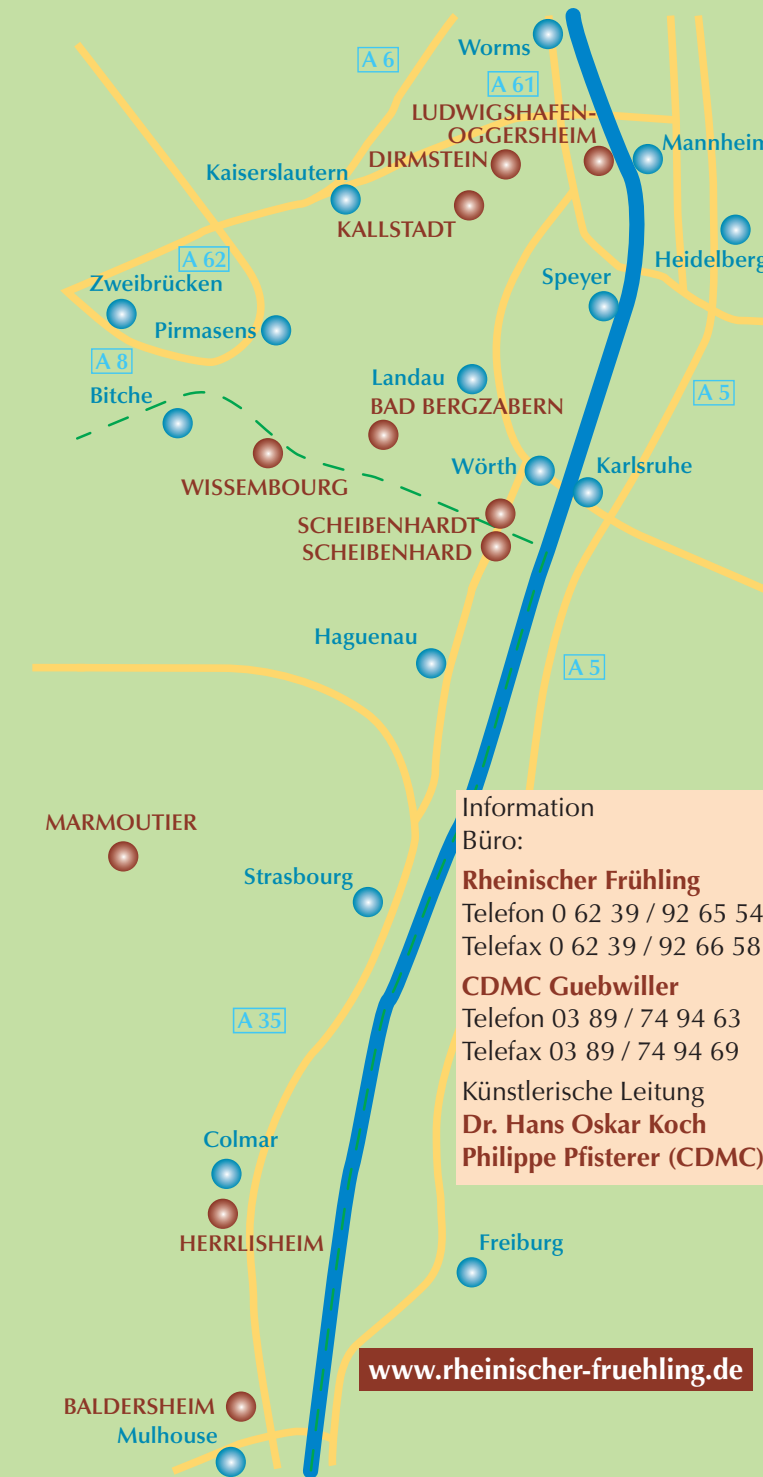 Worms
A 6
A 61
LUDWIGSHAFEN-
OGGERSHEIM
Mannheim
DIRMSTEIN
Kaiserslautern
KALLSTADT
A 62
Heidelberg
Speyer
Zweibrücken
Pirmasens
A 8
Landau
Bitche
A 5
BAD BERGZABERN
Wörth
Karlsruhe
WISSEMBOURG
SCHEIBENHARDT
SCHEIBENHARD
Haguenau
A 5
Information
Büro:
Rheinischer Frühling
Telefon 0 62 39 / 92 65 54
Telefax 0 62 39 / 92 66 58
CDMC Guebwiller
Telefon 03 89 / 74 94 63
Telefax 03 89 / 74 94 69
Künstlerische Leitung
Dr. Hans Oskar Koch
Philippe Pfisterer (CDMC)
MARMOUTIER
Strasbourg
A 35
Colmar
HERRLISHEIM
Freiburg
www.rheinischer-fruehling.de
BALDERSHEIM
Mulhouse